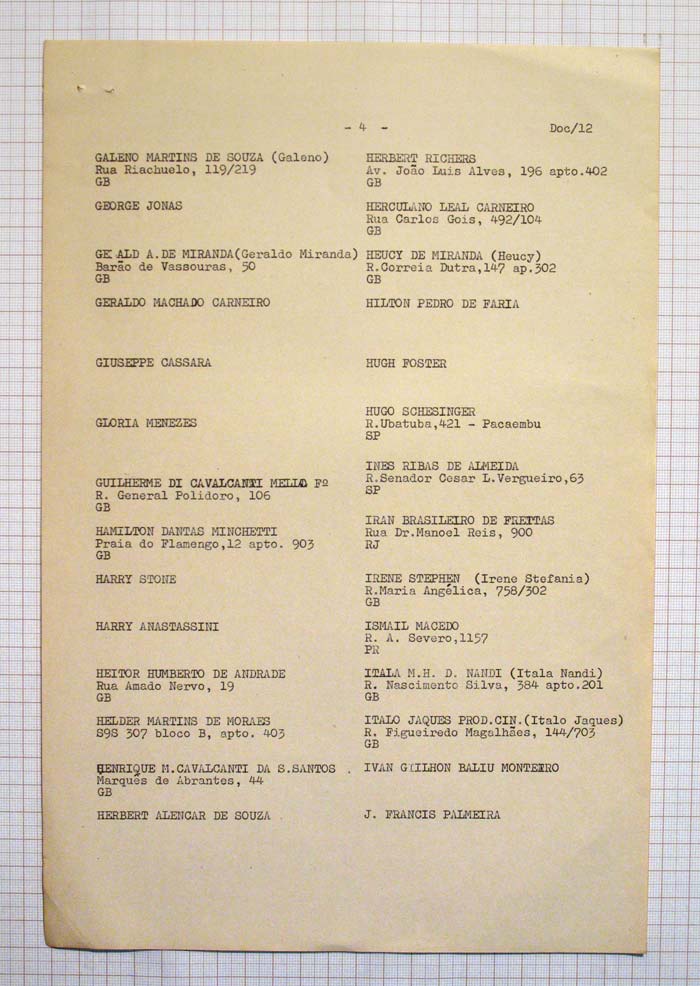 - 4 -
Doc/12
GALENO MARTINS DE SOUZA (Galeno)
Rua Riachuelo, 119/219
GB
GEORGE JONAS
GE ALD A.DE MIRANDA(Geraldo Miranda)
Barão de Vassouras, 50
GB
GERALDO MACHADO CARNEIRO
GIUSEPPE CASSARA
GLORIA MENEZES
GUILHERME DI CAVALCANTI MELLO Fº
R. General Polidoro, 106
GB
HAMILTON DANTAS MINCHETTI
Praia do Flamengo,12 apto. 903
GB
HARRY STONE
HARRY ANASTASSINI
HEITOR HUMBERTO DE ANDRADE
Rua Amado Nervo, 19
GB
HELDER MARTINS DE MORAES
S9S 307 bloco B, apto. 403
HENRIQUE M.CAVALCANTI DA S.SANTOS .
Marquês de Abrantes, 44
GB
HERBERT ALENCAR DE SOUZA
HERBERT RICHERS
Av. João Luis Alves, 196 apto.402
GB
HERCULANO LEAL CARNEIRO
Rua Carlos Gois, 492/104
GB
HEUCY DE MIRANDA (Heucy)
R.Correia Dutra,147 ap.302
GB
HILTON PEDRO DE FARIA
HUGH FOSTER
HUGO SCHESINGER
R.Ubatuba,421 - Pacaembu
SP
INES RIBAS DE ALMEIDA
R.Senador Cesar L.Vergueiro,63
SP
IRAN BRASILEIRO DE FREITAS
Rua Dr.Manoel Reis, 900
RJ
IRENE STEPHEN (Irene Stefania)
R.Maria Angélica, 758/302
GB
ISMAIL MACEDO
R. A. Severo,1157
PR
ITALA M.H. D. NANDI (Itala Nandi)
R. Nascimento Silva, 384 apto.201
GB
ITALO JAQUES PROD.CIN.(Italo Jaques)
R. Figueiredo Magalhães, 144/703
GB
IVAN GUILHON BALIU MONTEIRO
J. FRANCIS PALMEIRA